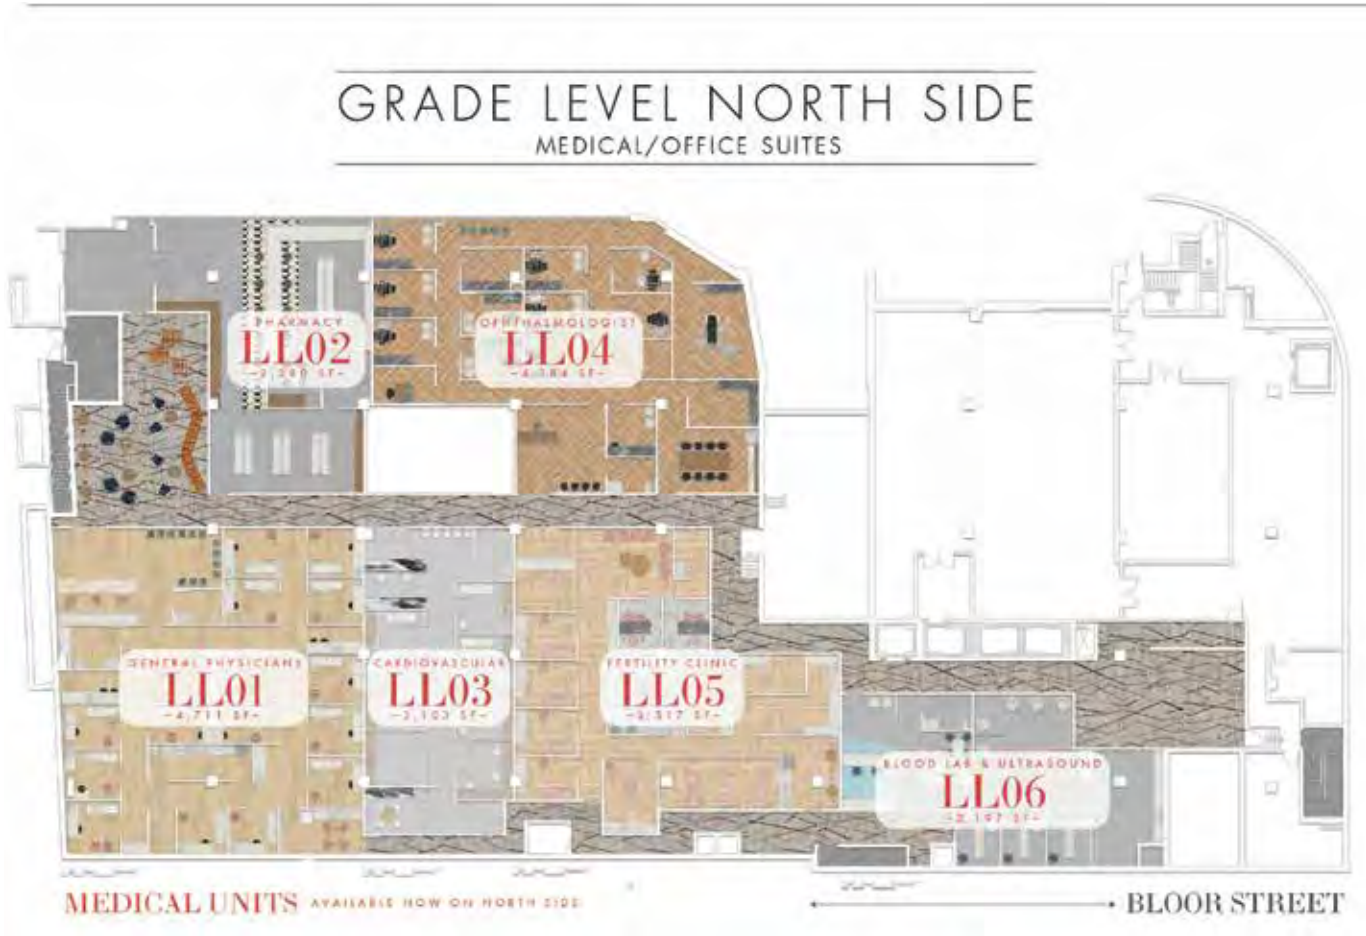 GRADE LEVEL NORTH SIDE
MEDICAL/OFFICE SUITES
PHARMACY
LL02
OPHTHALMOLOGIST
LL04
GENERAL PHYSICIANS
LL01
~4,711 SF~
CARDIOVASCULAR
LL03
FERTILITY CLINIC
LL05
BLOOD LAB & ULTRASOUND
LL06
MEDICAL UNITS AVAILABLE NOW ON NORTH SIDE
BLOOR STREET